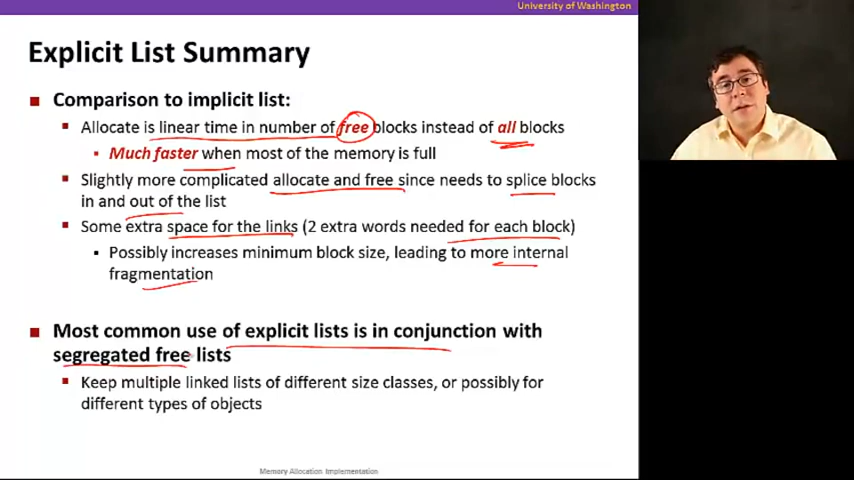 University of Washington
Explicit List Summary
Comparison to implicit list:
Allocate is linear time in number of free blocks instead of all blocks
Much faster when most of the memory is full
Slightly more complicated allocate and free since needs to splice blocks
in and out of the list
Some extra space for the links (2 extra words needed for each block)
Possibly increases minimum block size, leading to more internal
fragmentation
Most common use of explicit lists is in conjunction with
segregated free lists
Keep multiple linked lists of different size classes, or possibly for
different types of objects
Memory Allocation Implementation